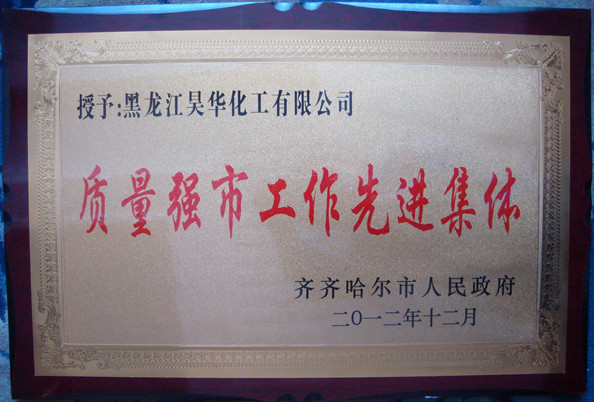 授予:黑龙江昊华化工有限公司
质量强市工作先进集体
齐齐哈尔市人民政府
二〇一二年十二月